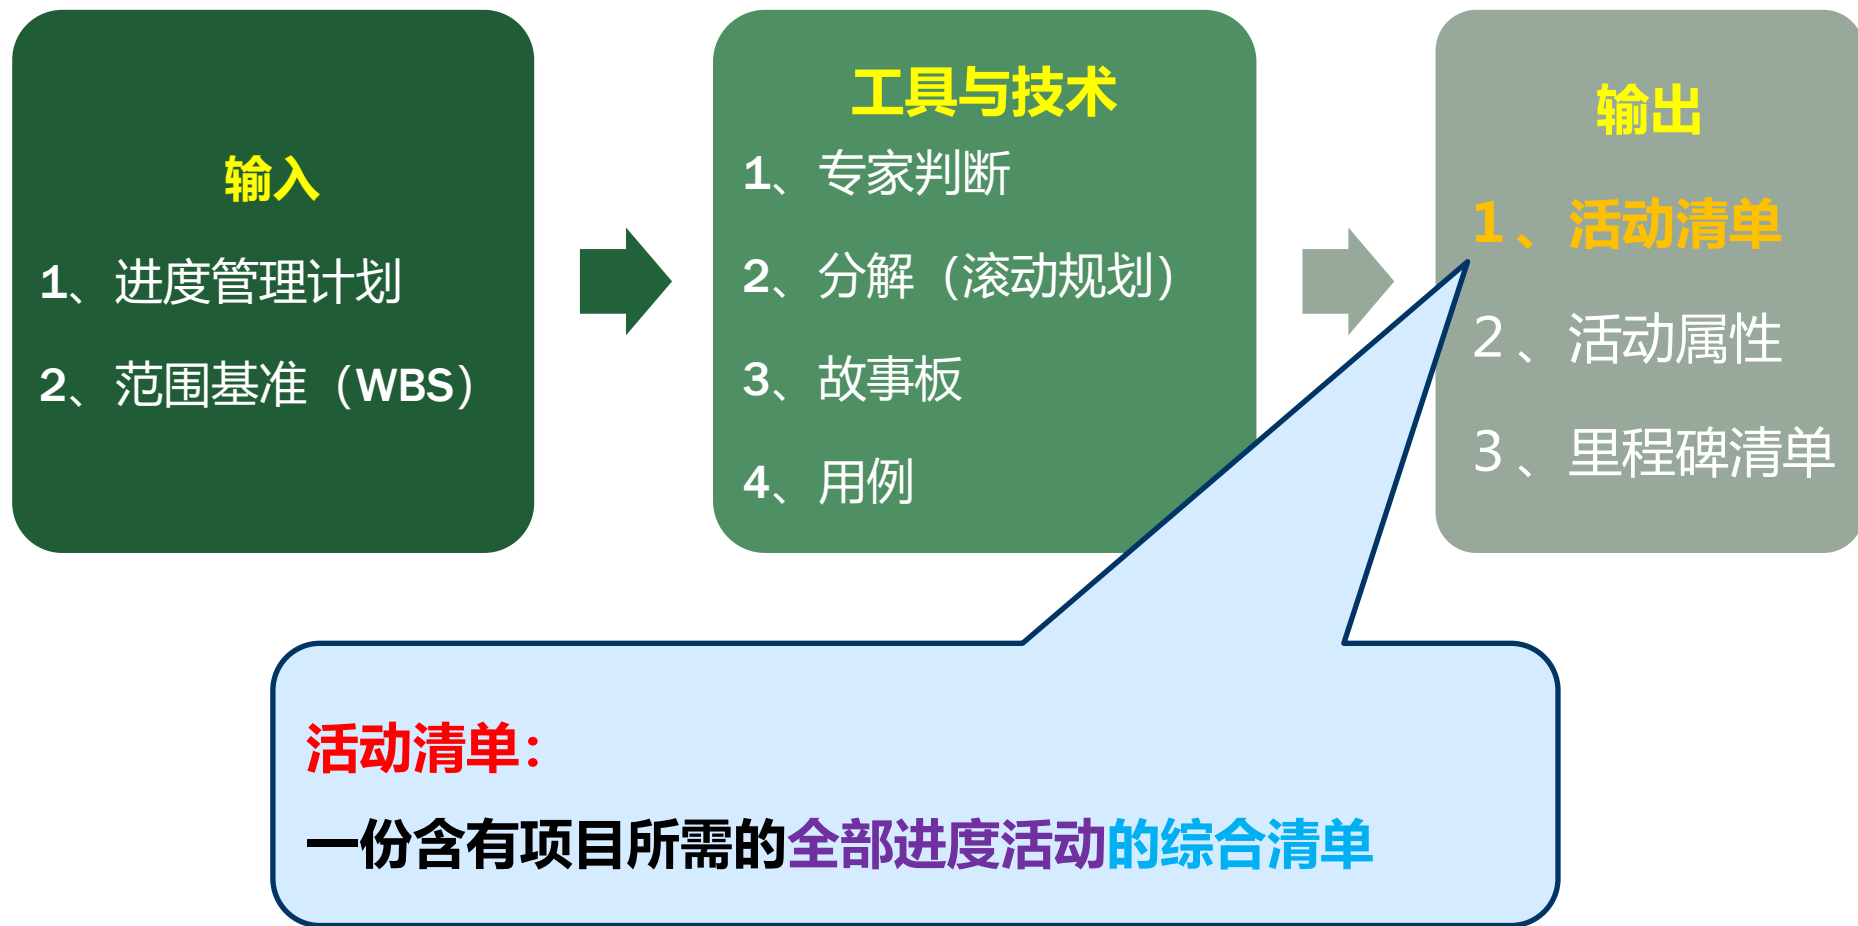 输入
1、进度管理计划
2、范围基准（WBS）
工具与技术
1、专家判断
2、分解（滚动规划）
3、故事板
4、用例
输出
1、活动清单
2、活动属性
3、里程碑清单
活动清单：
一份含有项目所需的全部进度活动的综合清单